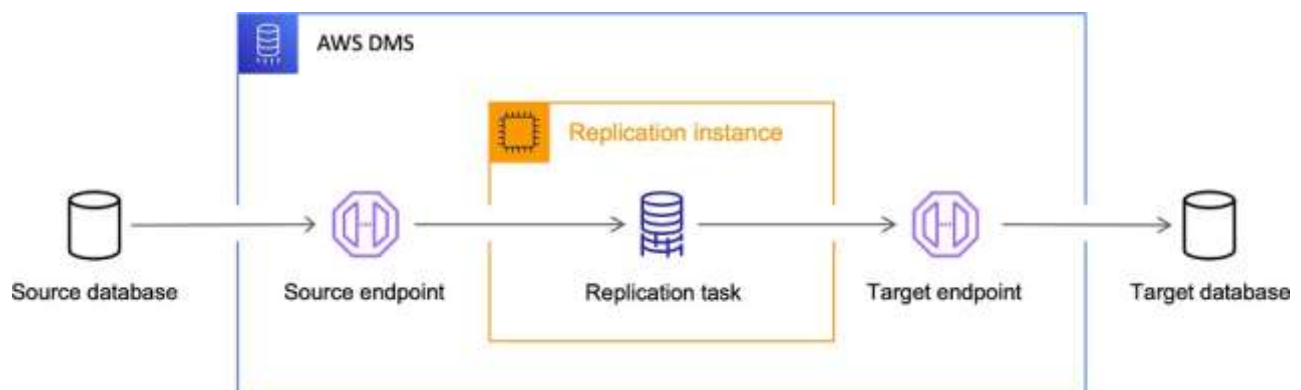 AWS DMS
Replication instance
Source database
Source endpoint
Replication task
Target endpoint
Target database